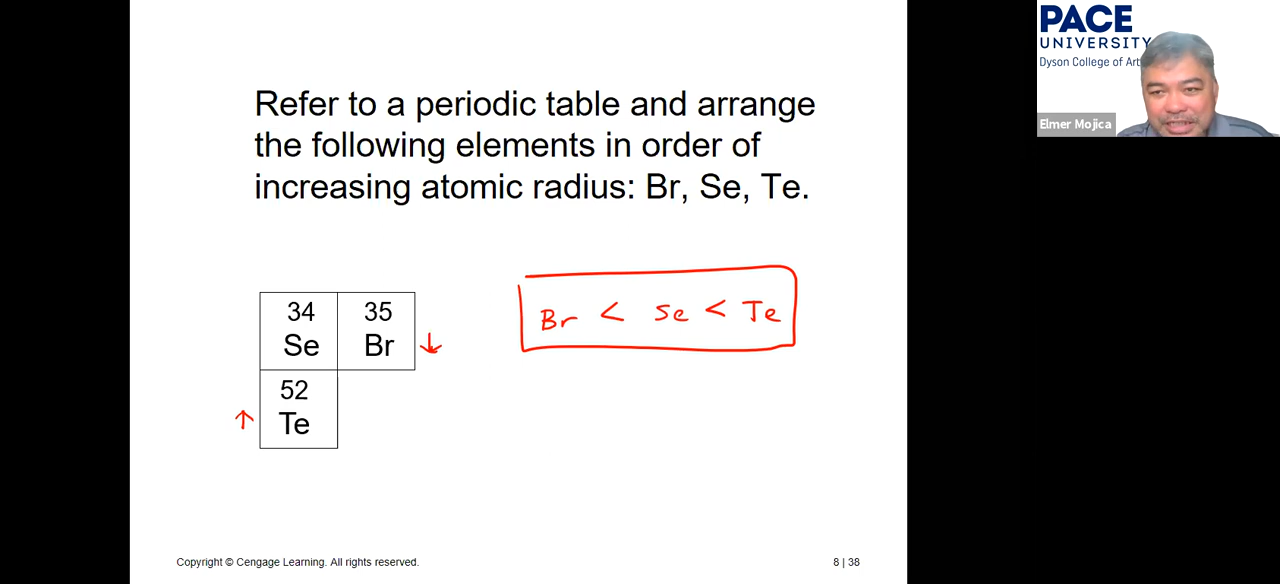 PACE
UNIVERSITY
Dyson College of Art
Elmer Mojica
Refer to a periodic table and arrange
the following elements in order of
increasing atomic radius: Br, Se, Te.
Br < Se < Te
34 35
Se Br ↓
52
↑ Te
Copyright © Cengage Learning. All rights reserved.
8 | 38